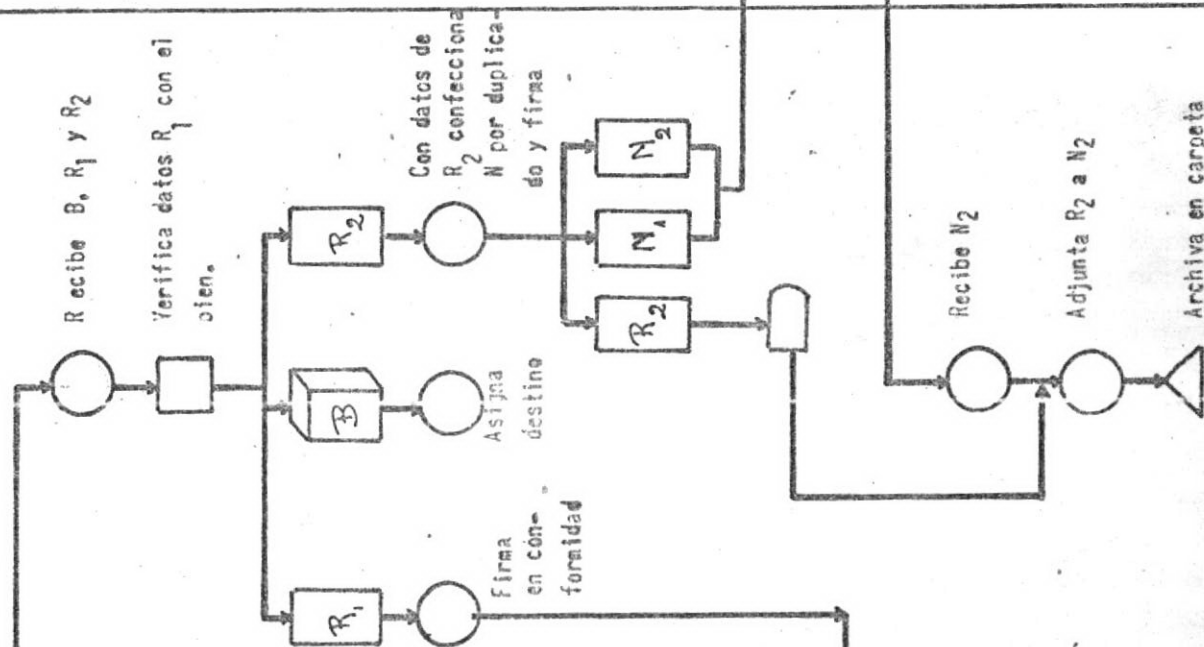 R ecibe B, R1 y R2
Verifica datos R1 con el
bien.
R1
B
R2
Firma
en con-
formidad
Asigna
destino
Con datos de
R2 confecciona
N por duplica-
do y firma
R2
N1
N2
Recibe N2
Adjunta R2 a N2
Archiva en carpeta